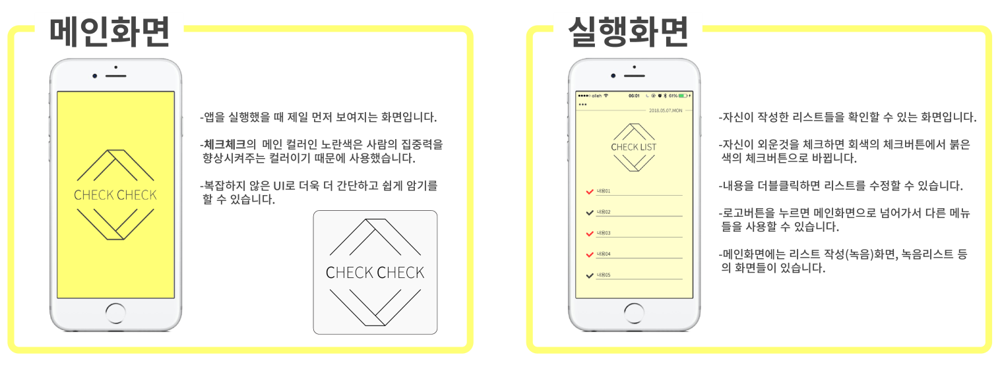 메인화면
CHECK CHECK
-앱을 실행했을 때 제일 먼저 보여지는 화면입니다.
-체크체크의 메인 컬러인 노란색은 사람의 집중력을
향상시켜주는 컬러이기 때문에 사용했습니다.
-복잡하지 않은 UI로 더욱 더 간단하고 쉽게 암기를
할 수 있습니다.
CHECK CHECK
실행화면
olleh 06:01 61%
2018.05.07.MON
CHECK LIST
내용01
내용02
내용03
내용04
내용05
-자신이 작성한 리스트들을 확인할 수 있는 화면입니다.
-자신이 외운것을 체크하면 회색의 체크버튼에서 붉은
색의 체크버튼으로 바뀝니다.
-내용을 더블클릭하면 리스트를 수정할 수 있습니다.
-로고버튼을 누르면 메인화면으로 넘어가서 다른 메뉴
들을 사용할 수 있습니다.
-메인화면에는 리스트 작성(녹음)화면, 녹음리스트 등
의 화면들이 있습니다.